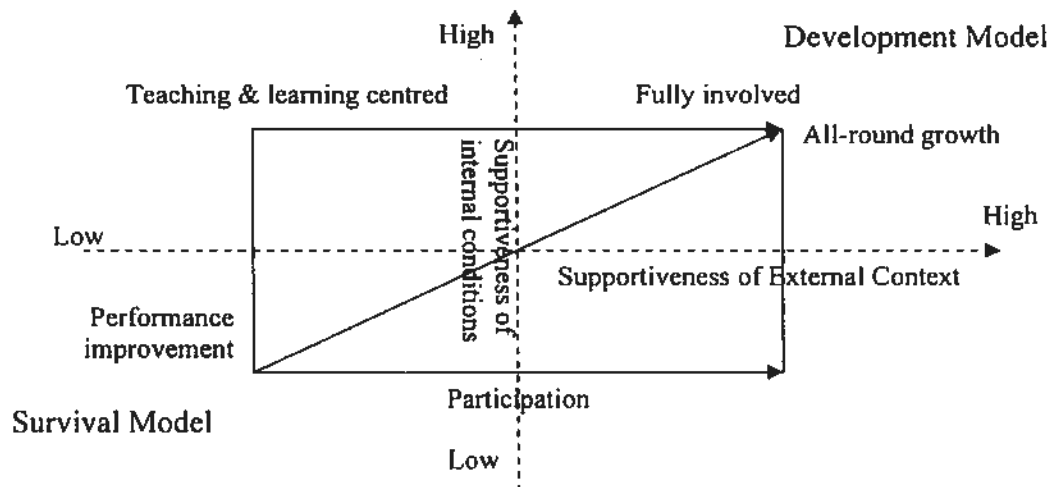 High
Development Model
Teaching & learning centred
Fully involved
All-round growth
Supportiveness of
internal conditions
High
Low
Supportiveness of External Context
Performance
improvement
Participation
Survival Model
Low